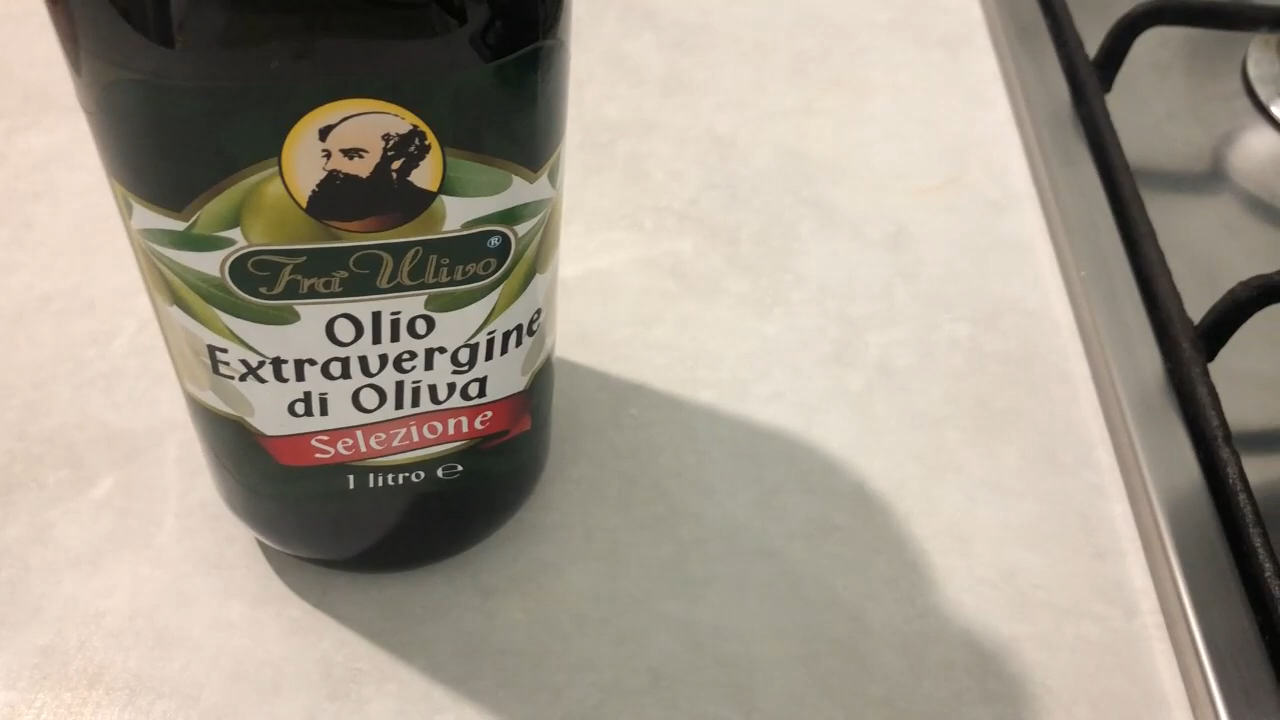 Fra' Ulivo®
Olio
Extravergine
di Oliva
Selezione
1 litro ℮